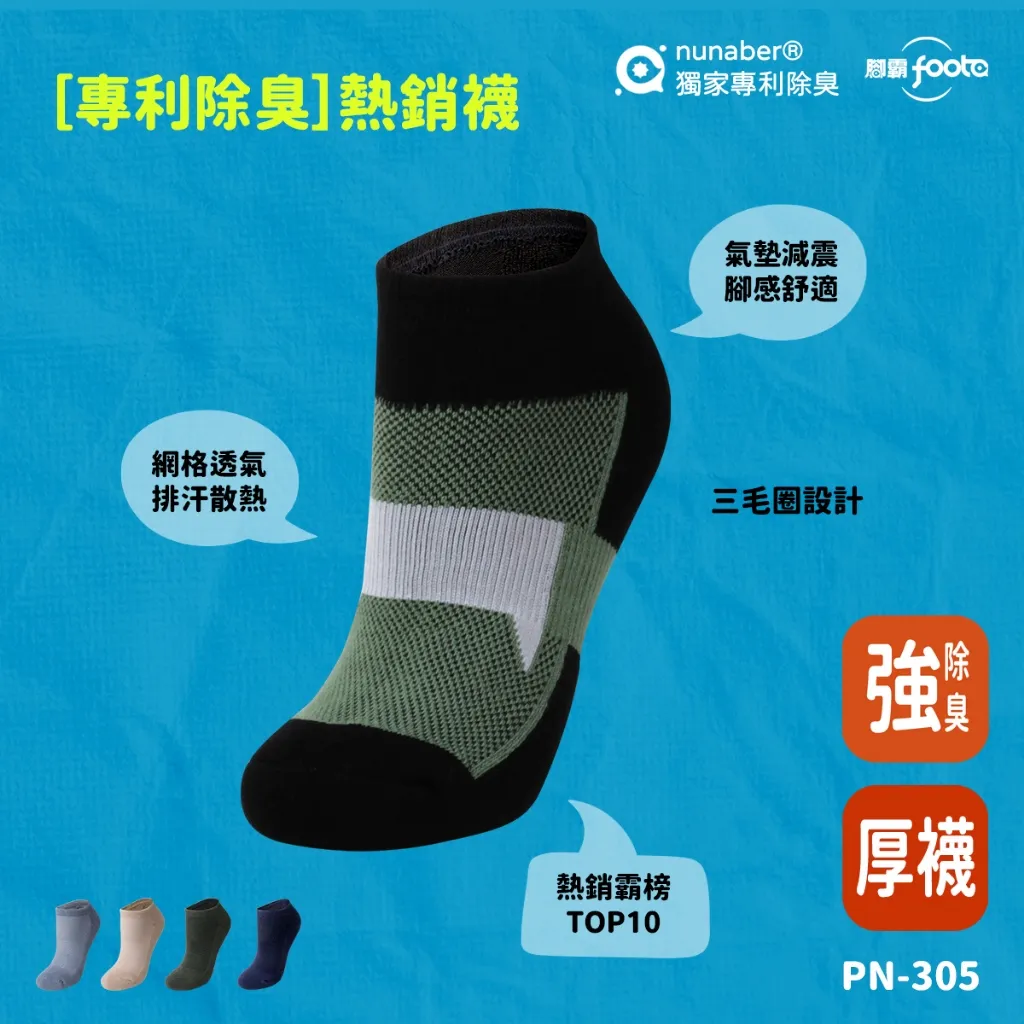 [專利除臭]熱銷襪
nunaber®
獨家專利除臭
腳霸 foota
氣墊減震
腳感舒適
網格透氣
排汗散熱
三毛圈設計
強除臭
厚襪
熱銷霸榜
TOP10
PN-305